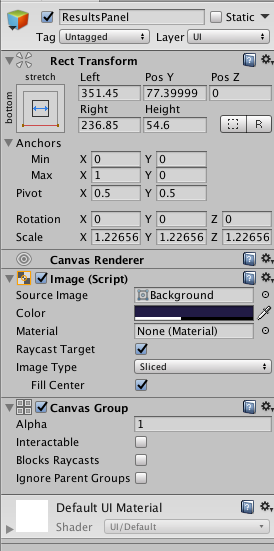 ResultsPanel Static
Tag Untagged Layer UI
Rect Transform
stretch Left Pos Y Pos Z
351.45 77.39999 0
bottom Right Height
236.85 54.6
R
Anchors
Min X 0 Y 0
Max X 1 Y 0
Pivot X 0.5 Y 0.5
Rotation X 0 Y 0 Z 0
Scale X 1.22656 Y 1.22656 Z 1.22656
Canvas Renderer
Image (Script)
Source Image Background
Color
Material None (Material)
Raycast Target
Image Type Sliced
Fill Center
Canvas Group
Alpha 1
Interactable
Blocks Raycasts
Ignore Parent Groups
Default UI Material
Shader UI/Default